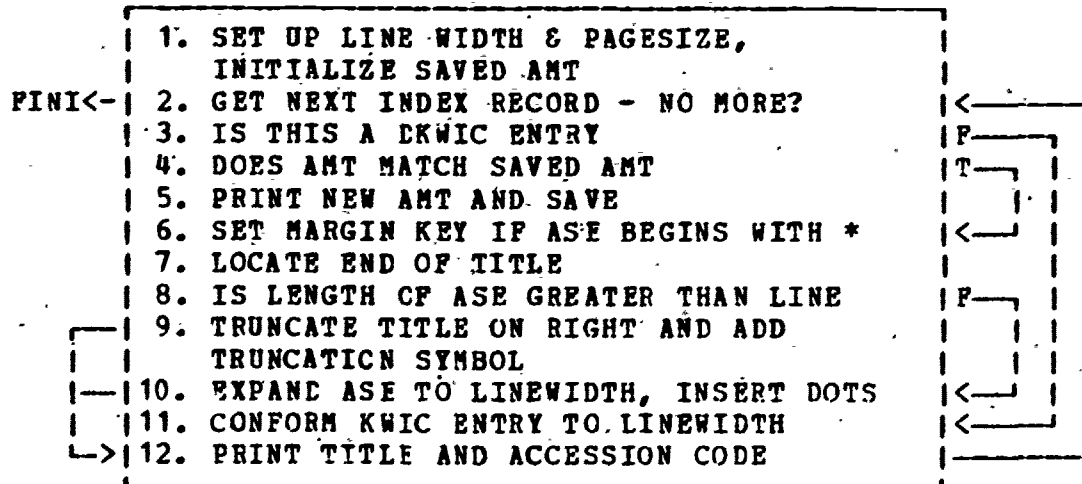 1. SET UP LINE WIDTH & PAGESIZE,
INITIALIZE SAVED AMT
FINI<- 2. GET NEXT INDEX RECORD - NO MORE?
3. IS THIS A DKWIC ENTRY F
4. DOES AMT MATCH SAVED AMT T
5. PRINT NEW AMT AND SAVE
6. SET MARGIN KEY IF ASE BEGINS WITH *
7. LOCATE END OF TITLE
8. IS LENGTH OF ASE GREATER THAN LINE F
9. TRUNCATE TITLE ON RIGHT AND ADD
TRUNCATION SYMBOL
10. EXPAND ASE TO LINEWIDTH, INSERT DOTS
11. CONFORM KWIC ENTRY TO LINEWIDTH
12. PRINT TITLE AND ACCESSION CODE